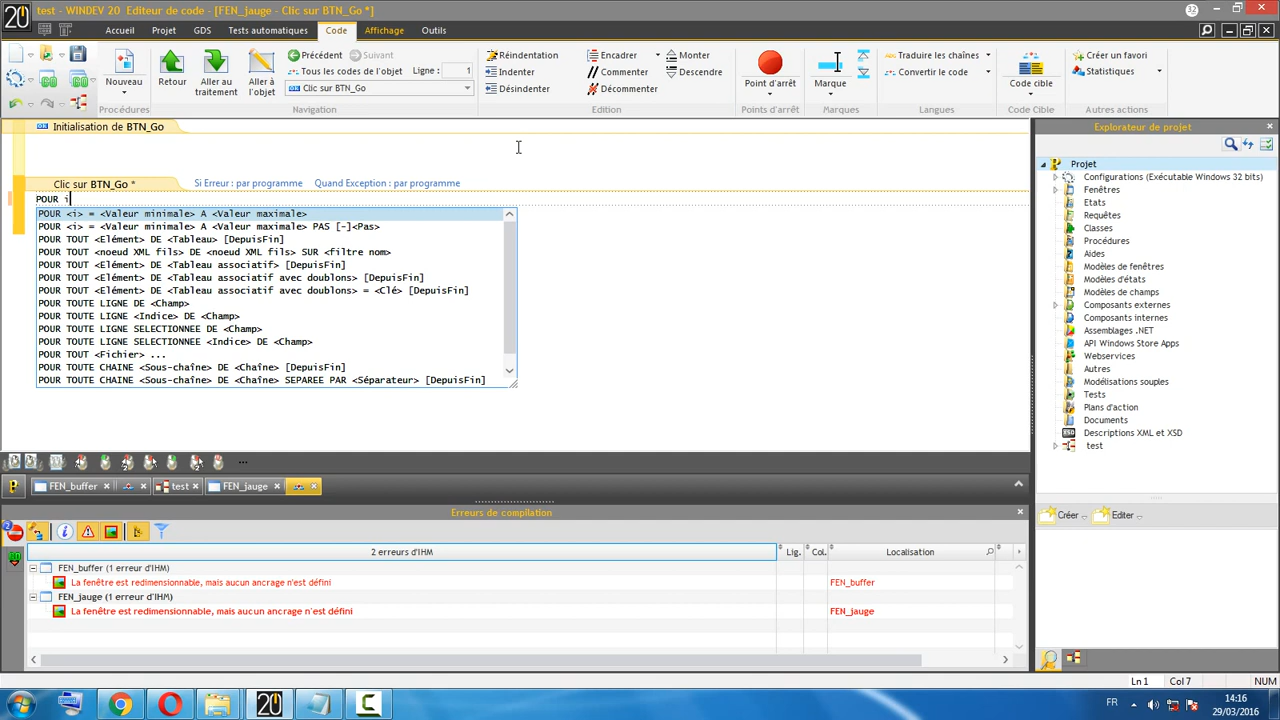 20 test - WINDEV 20 Editeur de code - [FEN_jauge - Clic sur BTN_Go *] 32
Accueil Projet GDS Tests automatiques Code Affichage Outils
Nouveau Retour Aller au traitement Aller à l'objet Précédent Suivant
Tous les codes de l'objet Ligne : 1
Clic sur BTN_Go
Réindentation Encadrer Monter
Indenter Commenter Descendre
Désindenter Décommenter
Point d'arrêt Marque
Traduire les chaînes
Convertir le code
Code cible Créer un favori
Statistiques
Procédures Navigation Edition Points d'arrêt Marques Langues Code Cible Autres actions
Initialisation de BTN_Go
Clic sur BTN_Go * Si Erreur : par programme Quand Exception : par programme
POUR i
POUR <i> = <Valeur minimale> A <Valeur maximale>
POUR <i> = <Valeur minimale> A <Valeur maximale> PAS [-]<Pas>
POUR TOUT <Elément> DE <Tableau> [DepuisFin]
POUR TOUT <noeud XML fils> DE <noeud XML fils> SUR <filtre nom>
POUR TOUT <Elément> DE <Tableau associatif> [DepuisFin]
POUR TOUT <Elément> DE <Tableau associatif avec doublons> [DepuisFin]
POUR TOUT <Elément> DE <Tableau associatif avec doublons> = <Clé> [DepuisFin]
POUR TOUTE LIGNE DE <Champ>
POUR TOUTE LIGNE <Indice> DE <Champ>
POUR TOUTE LIGNE SELECTIONNEE DE <Champ>
POUR TOUTE LIGNE SELECTIONNEE <Indice> DE <Champ>
POUR TOUT <Fichier> ...
POUR TOUTE CHAINE <Sous-chaîne> DE <Chaîne> [DepuisFin]
POUR TOUTE CHAINE <Sous-chaîne> DE <Chaîne> SEPAREE PAR <Séparateur> [DepuisFin]
Explorateur de projet
Projet
Configurations (Exécutable Windows 32 bits)
Fenêtres
Etats
Requêtes
Classes
Procédures
Aides
Modèles de fenêtres
Modèles d'états
Modèles de champs
Composants externes
Composants internes
Assemblages .NET
API Windows Store Apps
Webservices
Autres
Modélisations souples
Tests
Plans d'action
Documents
XSD Descriptions XML et XSD
test
Créer Editer
FEN_buffer test FEN_jauge
Erreurs de compilation
2 erreurs d'IHM Lig. Col. Localisation
FEN_buffer (1 erreur d'IHM)
La fenêtre est redimensionnable, mais aucun ancrage n'est défini FEN_buffer
FEN_jauge (1 erreur d'IHM)
La fenêtre est redimensionnable, mais aucun ancrage n'est défini FEN_jauge
Ln 1 Col 7 NUM
20 FR 14:16
29/03/2016